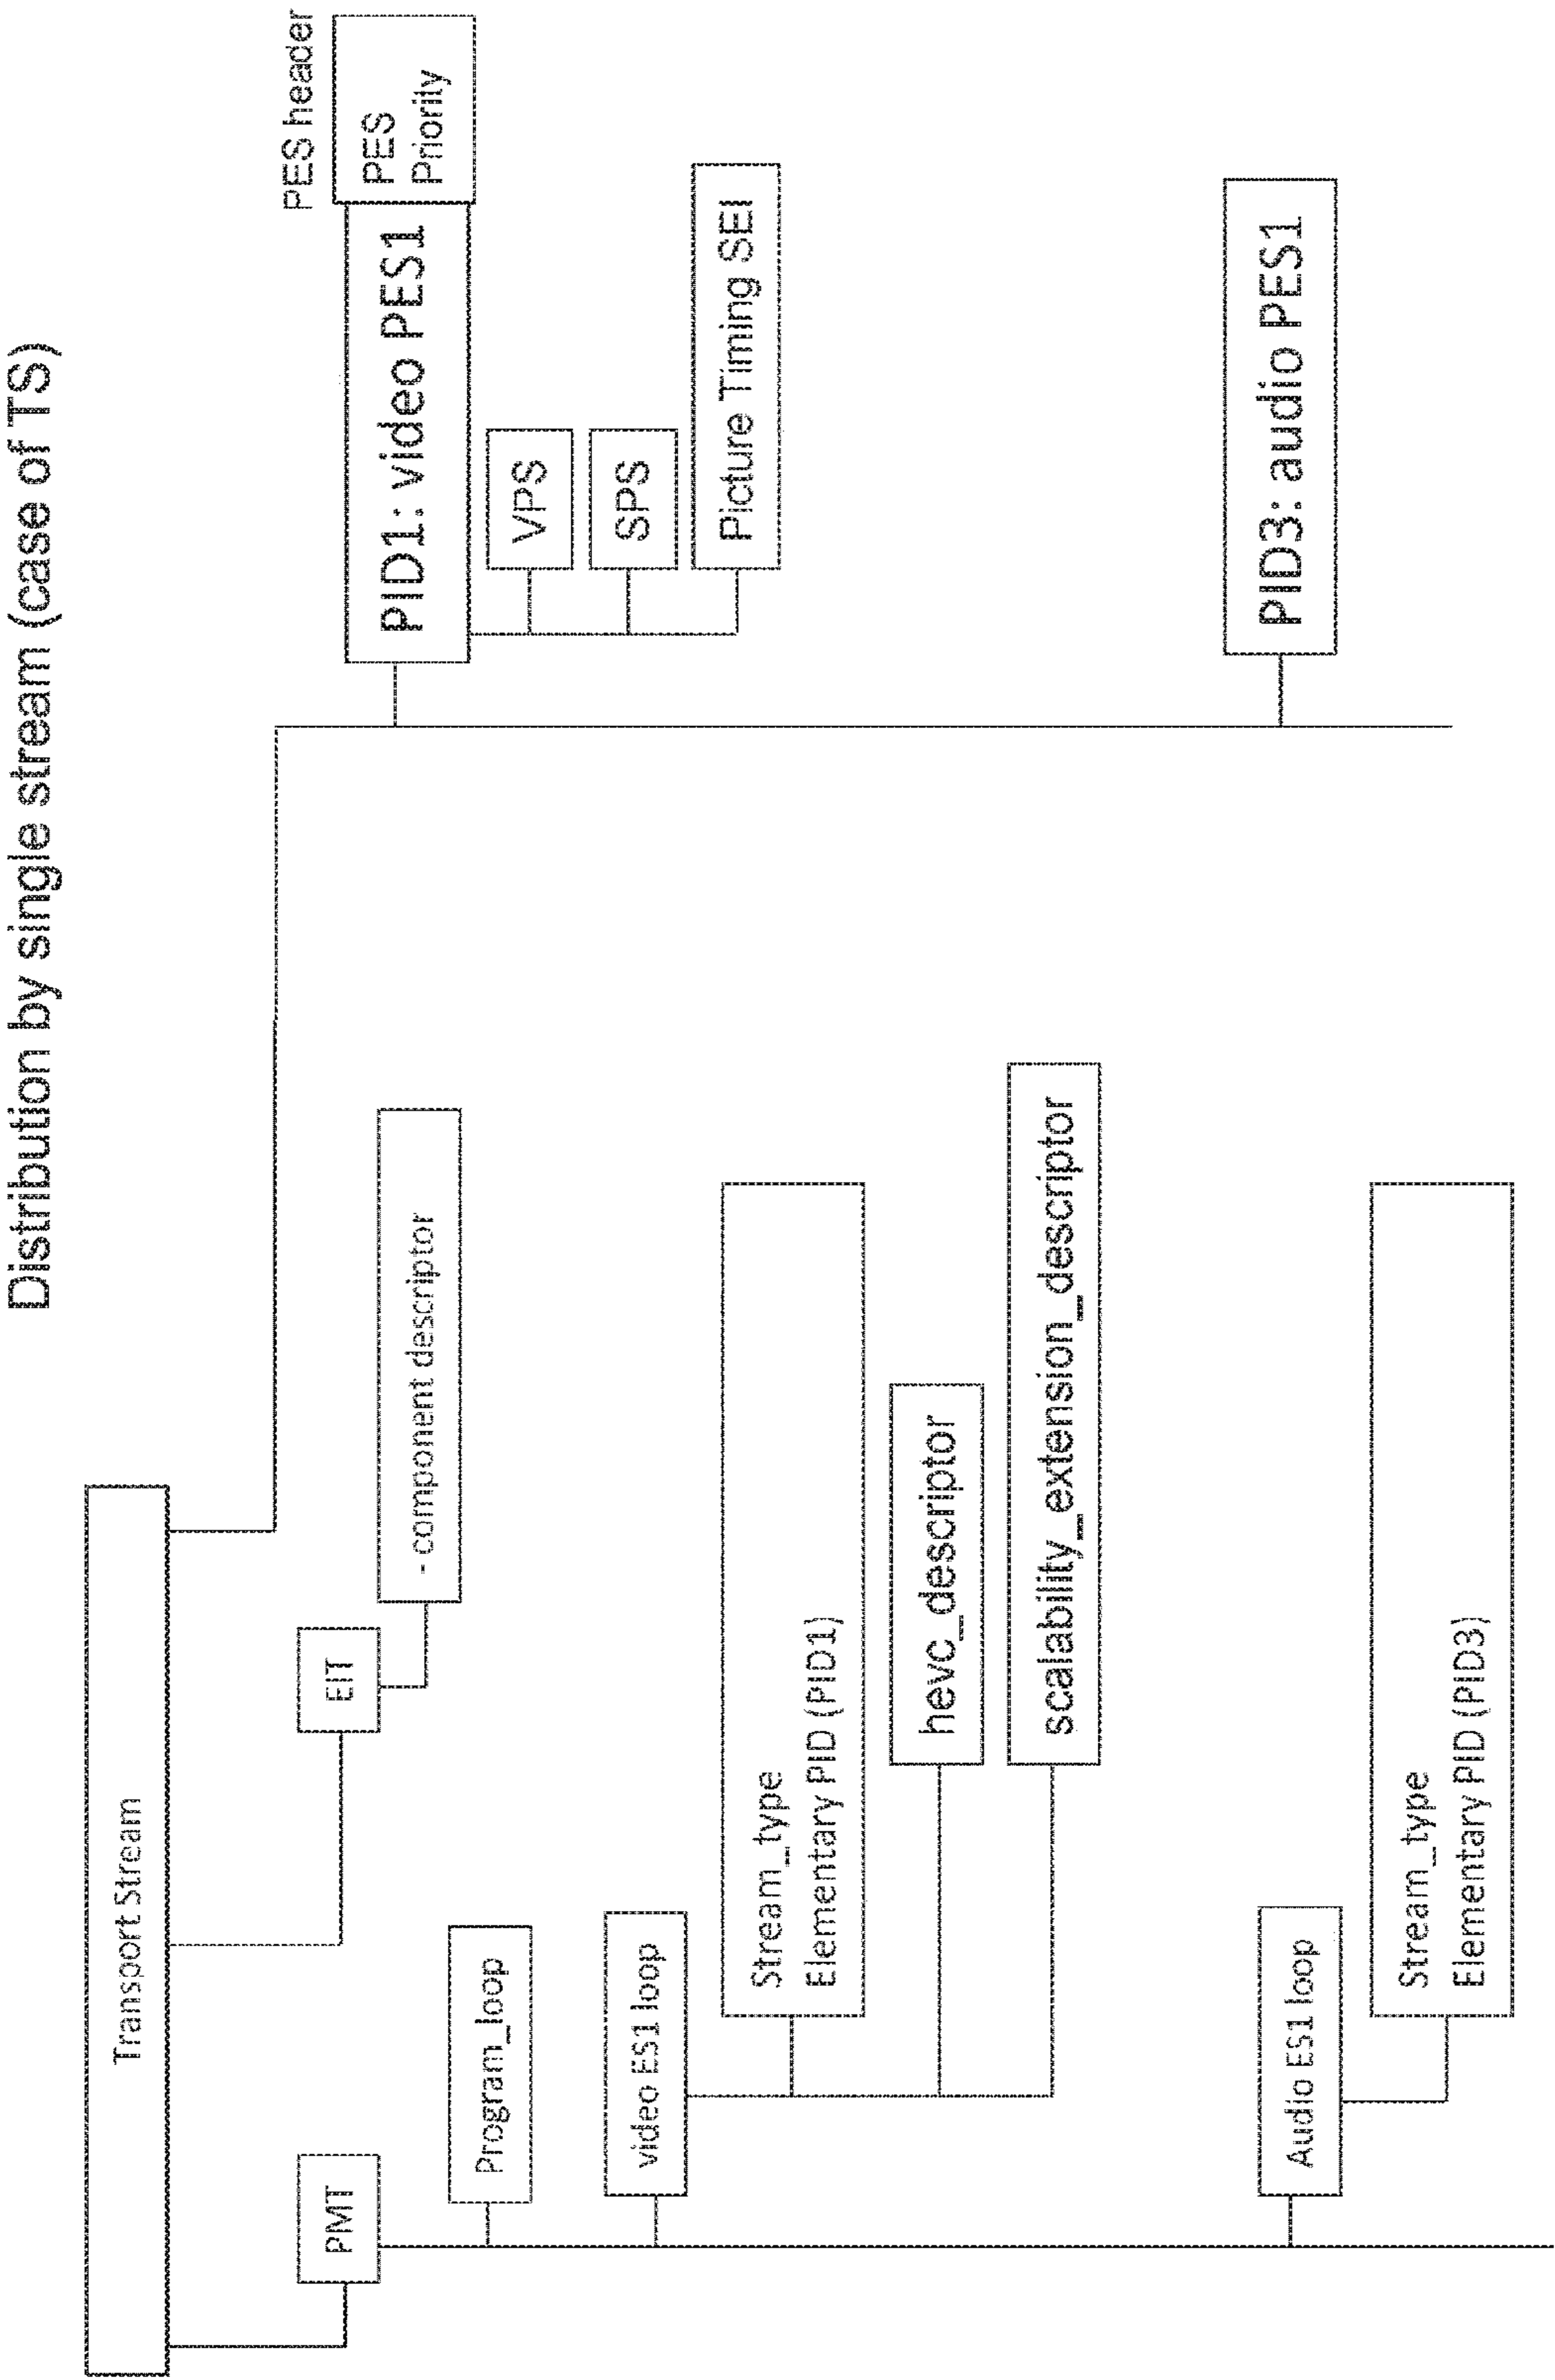 Distribution by single stream (case of TS)
Transport Stream
PMT
EIT
- component descriptor
Program_loop
video ES1 loop
Stream_type
Elementary PID (PID1)
hevc_descriptor
scalability_extension_descriptor
Audio ES1 loop
Stream_type
Elementary PID (PID3)
PES header
PID1: video PES1
PES
Priority
VPS
SPS
Picture Timing SEI
PID3: audio PES1